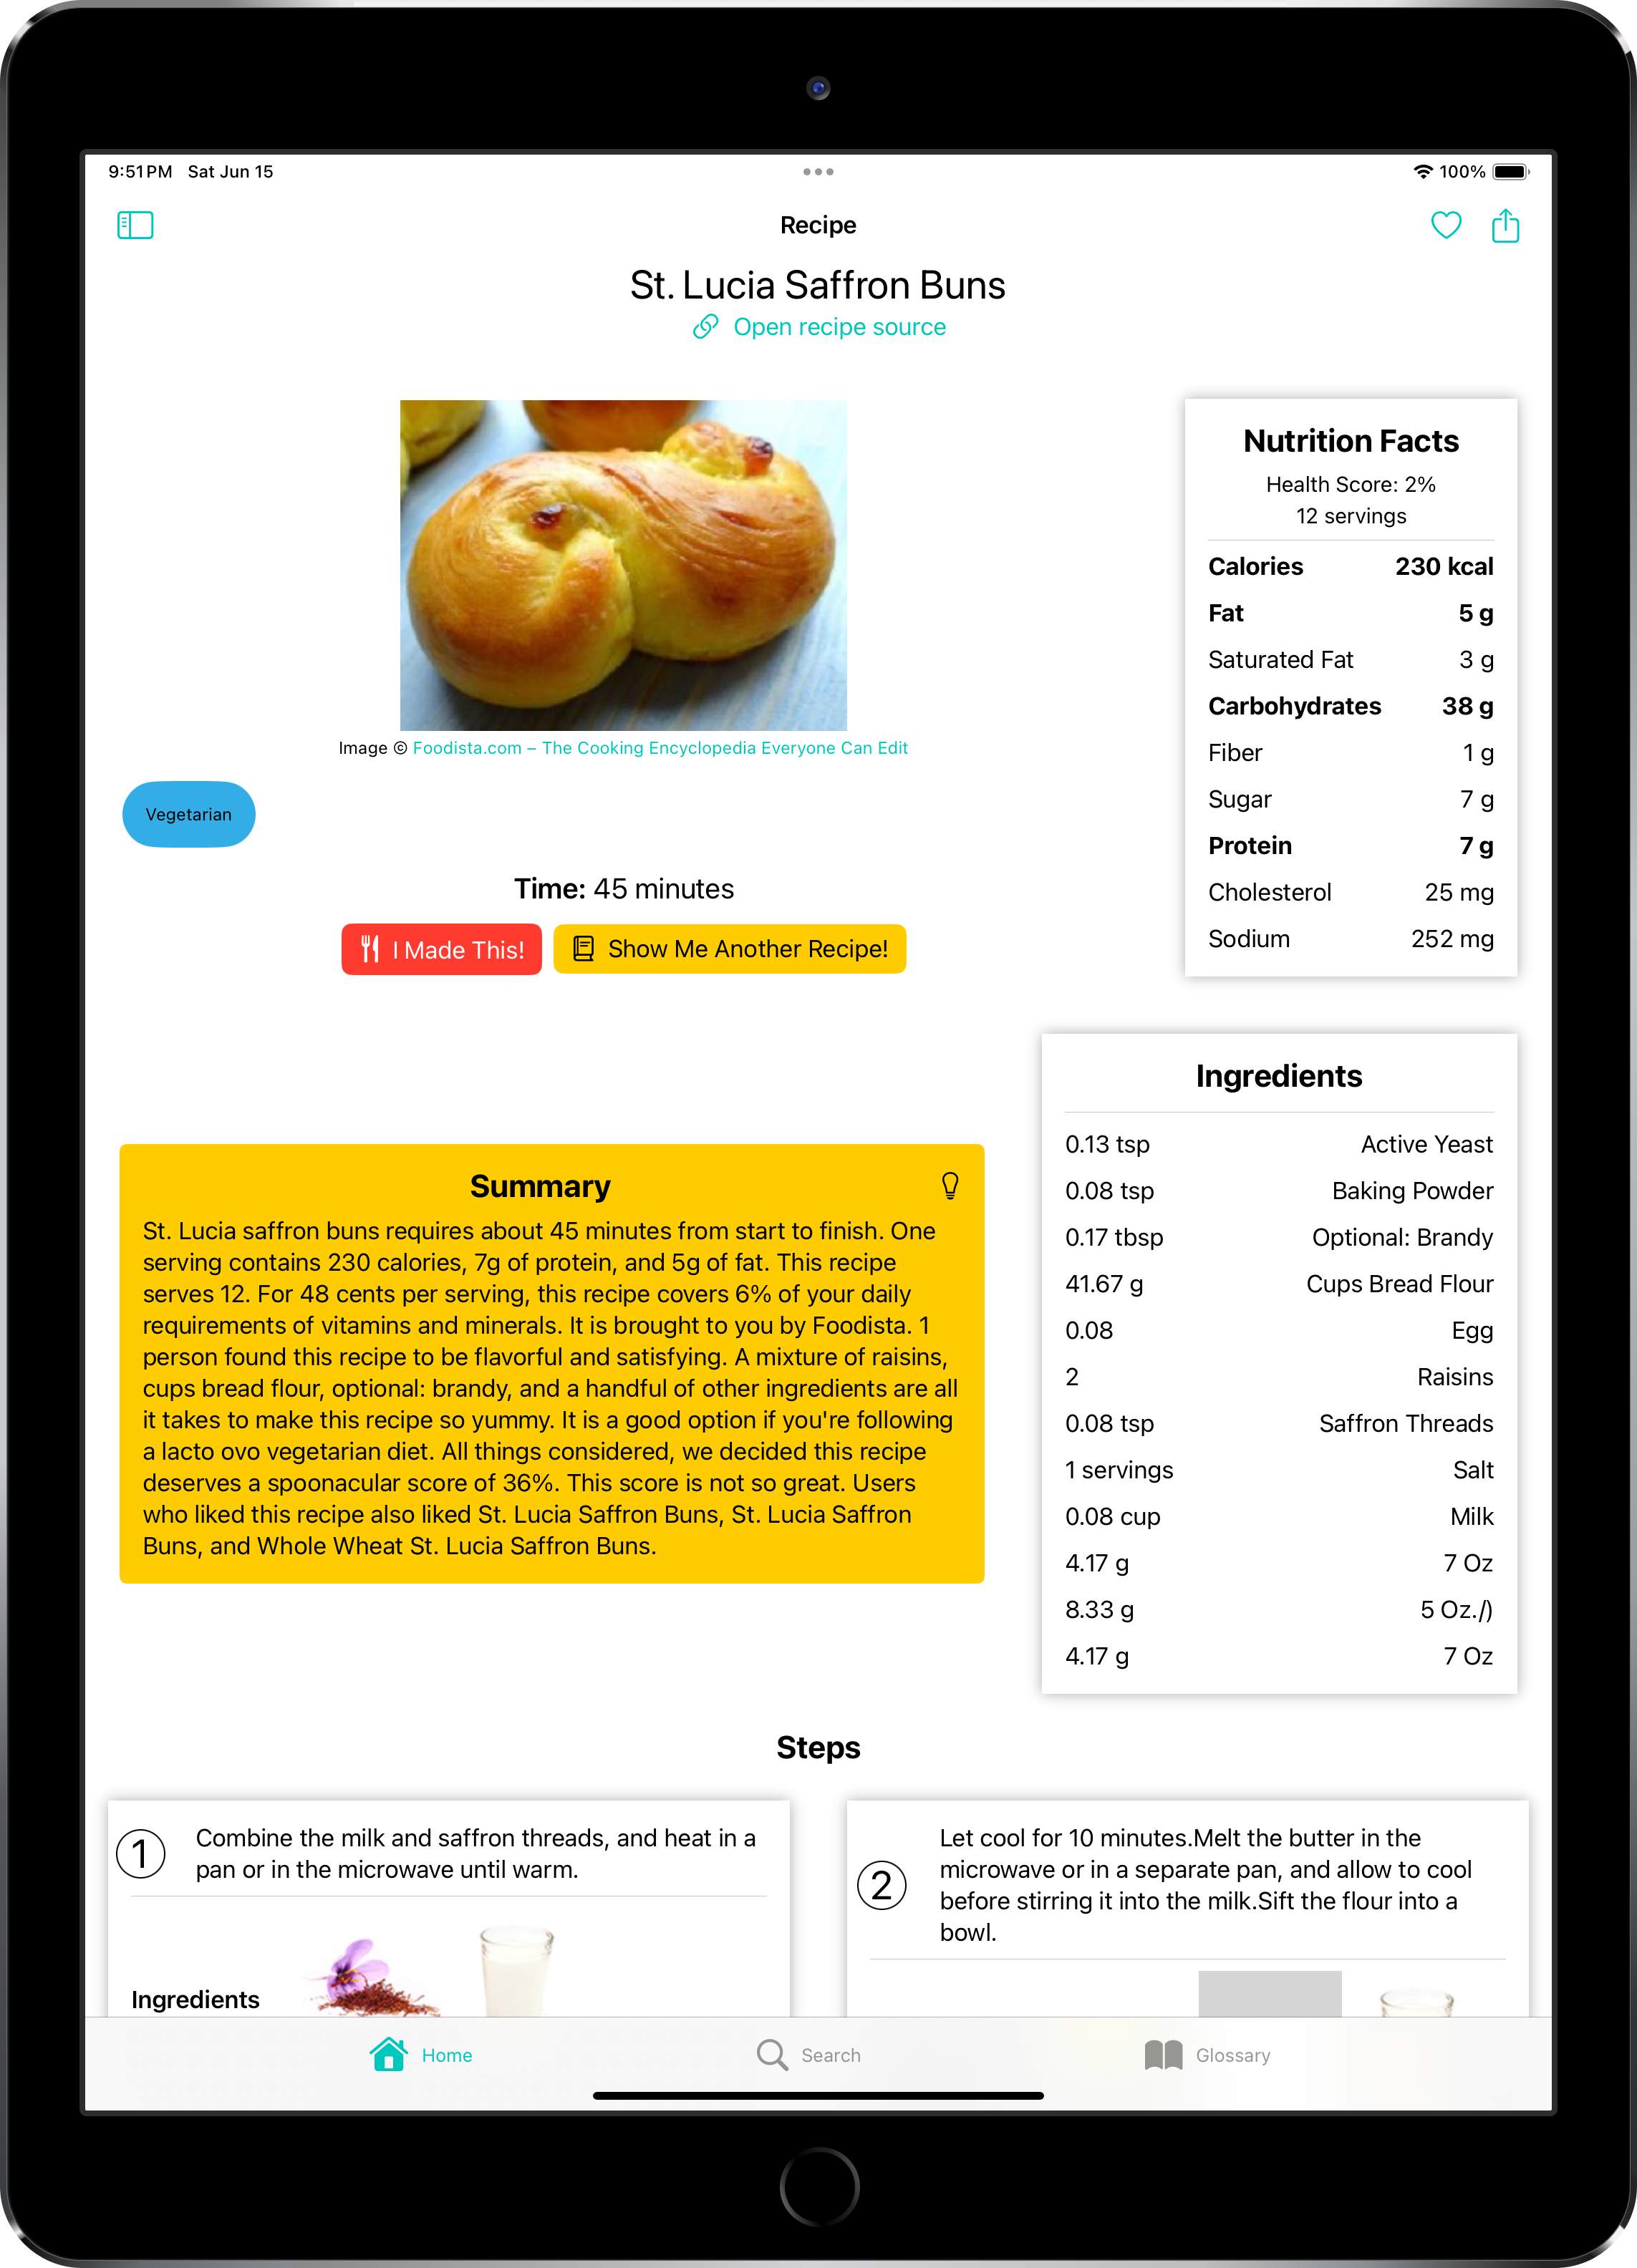 9:51 PM Sat Jun 15
100%
Recipe
St. Lucia Saffron Buns
Open recipe source
Image © Foodista.com – The Cooking Encyclopedia Everyone Can Edit
Vegetarian
Time: 45 minutes
I Made This!
Show Me Another Recipe!
Nutrition Facts
Health Score: 2%
12 servings
Calories 230 kcal
Fat 5 g
Saturated Fat 3 g
Carbohydrates 38 g
Fiber 1 g
Sugar 7 g
Protein 7 g
Cholesterol 25 mg
Sodium 252 mg
Summary
St. Lucia saffron buns requires about 45 minutes from start to finish. One
serving contains 230 calories, 7g of protein, and 5g of fat. This recipe
serves 12. For 48 cents per serving, this recipe covers 6% of your daily
requirements of vitamins and minerals. It is brought to you by Foodista. 1
person found this recipe to be flavorful and satisfying. A mixture of raisins,
cups bread flour, optional: brandy, and a handful of other ingredients are all
it takes to make this recipe so yummy. It is a good option if you're following
a lacto ovo vegetarian diet. All things considered, we decided this recipe
deserves a spoonacular score of 36%. This score is not so great. Users
who liked this recipe also liked St. Lucia Saffron Buns, St. Lucia Saffron
Buns, and Whole Wheat St. Lucia Saffron Buns.
Ingredients
0.13 tsp Active Yeast
0.08 tsp Baking Powder
0.17 tbsp Optional: Brandy
41.67 g Cups Bread Flour
0.08 Egg
2 Raisins
0.08 tsp Saffron Threads
1 servings Salt
0.08 cup Milk
4.17 g 7 Oz
8.33 g 5 Oz./)
4.17 g 7 Oz
Steps
1
Combine the milk and saffron threads, and heat in a
pan or in the microwave until warm.
Ingredients
2
Let cool for 10 minutes.Melt the butter in the
microwave or in a separate pan, and allow to cool
before stirring it into the milk.Sift the flour into a
bowl.
Home
Search
Glossary